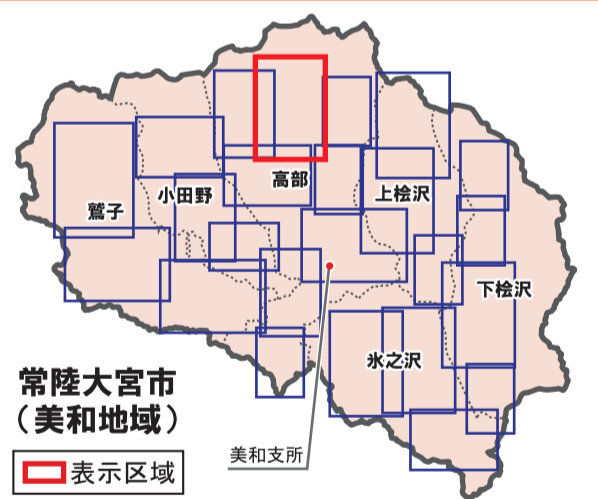 高部
上桧沢
小田野
鷲子
下桧沢
氷之沢
常陸大宮市
（美和地域）
美和支所
表示区域